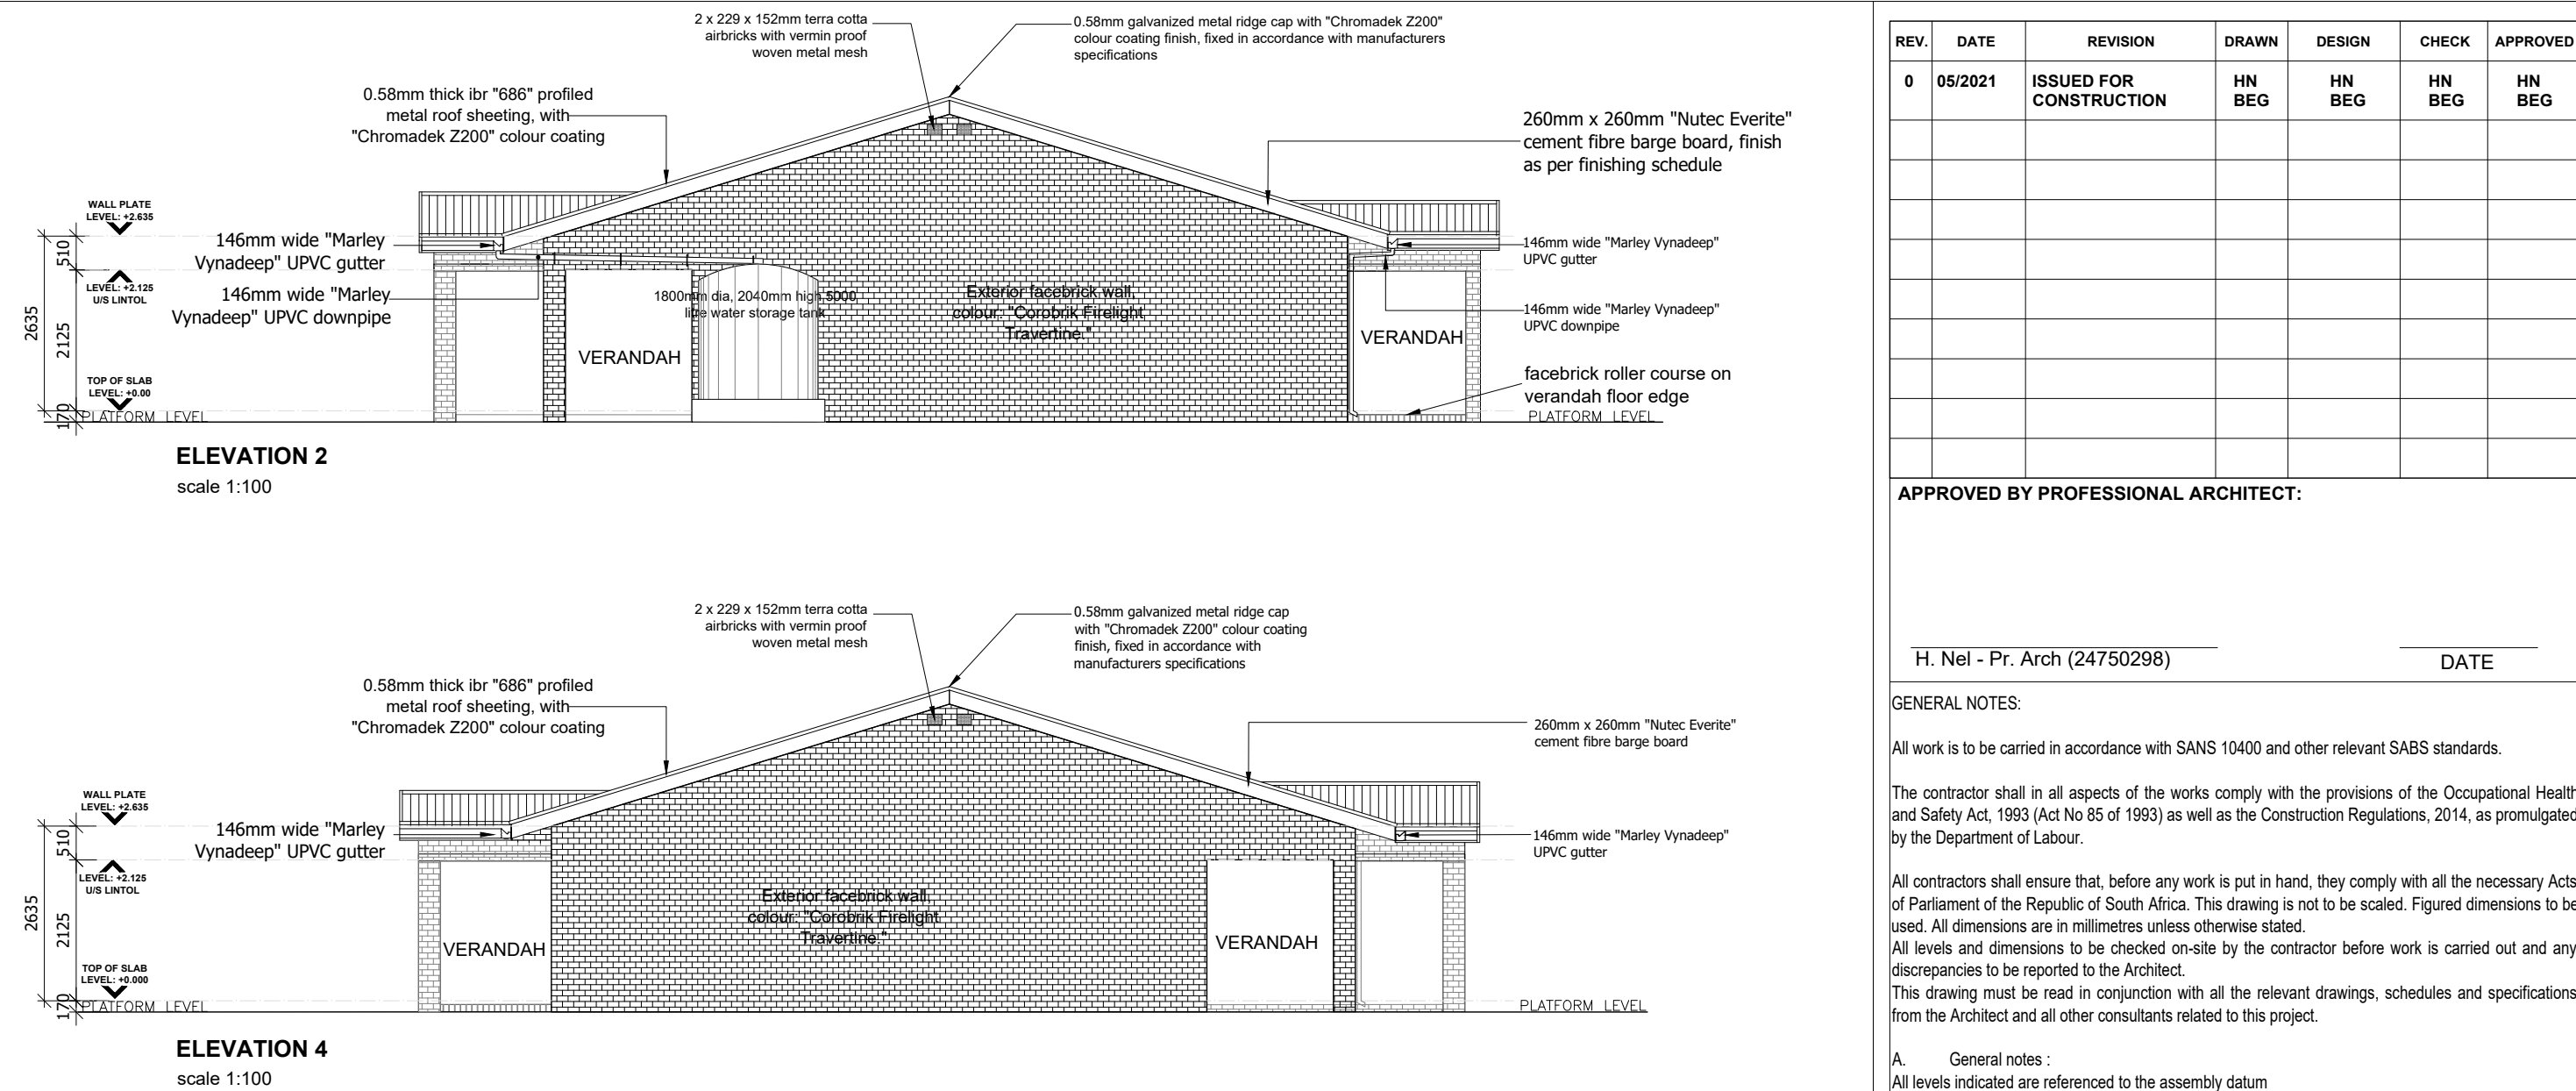 2 x 229 x 152mm terra cotta
airbricks with vermin proof
woven metal mesh
0.58mm galvanized metal ridge cap with "Chromadek Z200"
colour coating finish, fixed in accordance with manufacturers
specifications
0.58mm thick ibr "686" profiled
metal roof sheeting, with
"Chromadek Z200" colour coating
260mm x 260mm "Nutec Everite"
cement fibre barge board, finish
as per finishing schedule
WALL PLATE
LEVEL: +2.635
146mm wide "Marley
Vynadeep" UPVC gutter
146mm wide "Marley Vynadeep"
UPVC gutter
510
LEVEL: +2.125
U/S LINTOL
146mm wide "Marley
Vynadeep" UPVC downpipe
1800mm dia, 2040mm high,5000
litre water storage tank
Exterior facebrick wall,
colour: "Corobrik Firelight
Travertine."
146mm wide "Marley Vynadeep"
UPVC downpipe
2635
2125
VERANDAH
VERANDAH
TOP OF SLAB
LEVEL: +0.00
facebrick roller course on
verandah floor edge
170
PLATFORM LEVEL
PLATFORM LEVEL
ELEVATION 2
scale 1:100
2 x 229 x 152mm terra cotta
airbricks with vermin proof
woven metal mesh
0.58mm galvanized metal ridge cap
with "Chromadek Z200" colour coating
finish, fixed in accordance with
manufacturers specifications
0.58mm thick ibr "686" profiled
metal roof sheeting, with
"Chromadek Z200" colour coating
260mm x 260mm "Nutec Everite"
cement fibre barge board
WALL PLATE
LEVEL: +2.635
146mm wide "Marley
Vynadeep" UPVC gutter
146mm wide "Marley Vynadeep"
UPVC gutter
510
LEVEL: +2.125
U/S LINTOL
Exterior facebrick wall,
colour: "Corobrik Firelight
Travertine."
2635
2125
VERANDAH
VERANDAH
TOP OF SLAB
LEVEL: +0.000
170
PLATFORM LEVEL
PLATFORM LEVEL
ELEVATION 4
scale 1:100
REV. DATE REVISION DRAWN DESIGN CHECK APPROVED
0 05/2021 ISSUED FOR HN HN HN HN
CONSTRUCTION BEG BEG BEG BEG
APPROVED BY PROFESSIONAL ARCHITECT:
H. Nel - Pr. Arch (24750298) DATE
GENERAL NOTES:
All work is to be carried in accordance with SANS 10400 and other relevant SABS standards.
The contractor shall in all aspects of the works comply with the provisions of the Occupational Health
and Safety Act, 1993 (Act No 85 of 1993) as well as the Construction Regulations, 2014, as promulgated
by the Department of Labour.
All contractors shall ensure that, before any work is put in hand, they comply with all the necessary Acts
of Parliament of the Republic of South Africa. This drawing is not to be scaled. Figured dimensions to be
used. All dimensions are in millimetres unless otherwise stated.
All levels and dimensions to be checked on-site by the contractor before work is carried out and any
discrepancies to be reported to the Architect.
This drawing must be read in conjunction with all the relevant drawings, schedules and specifications
from the Architect and all other consultants related to this project.
A. General notes :
All levels indicated are referenced to the assembly datum